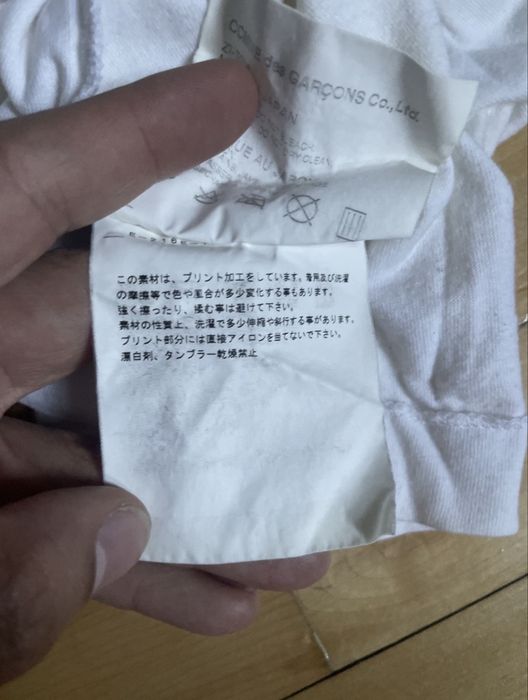 COMME des GARÇONS Co.,Ltd.
JAPAN
DRY CLEAN
この素材は、プリント加工をしています。着用及び洗濯
の摩擦等で色や風合が多少変化する事もあります。
強く擦ったり、揉む事は避けて下さい。
素材の性質上、洗濯で多少伸縮や斜行する事があります。
プリント部分には直接アイロンを当てないで下さい。
漂白剤、タンブラー乾燥禁止